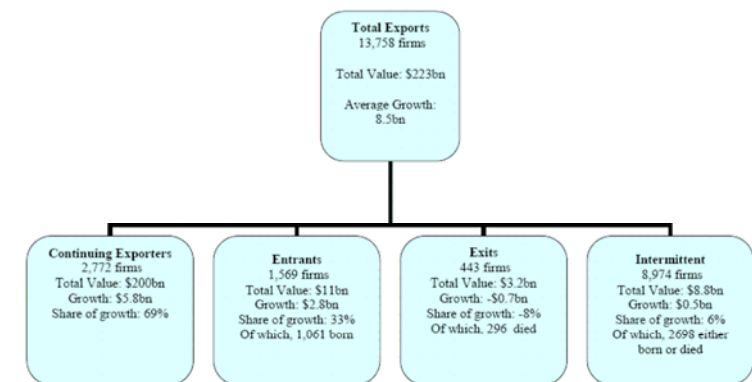 Total Exports
13,758 firms
Total Value: $223bn
Average Growth:
8.5bn
Continuing Exporters
2,772 firms
Total Value: $200bn
Growth: $5.8bn
Share of growth: 69%
Entrants
1,569 firms
Total Value: $11bn
Growth: $2.8bn
Share of growth: 33%
Of which, 1,061 born
Exits
443 firms
Total Value: $3.2bn
Growth: -$0.7bn
Share of growth: -8%
Of which, 296 died
Intermittent
8,974 firms
Total Value: $8.8bn
Growth: $0.5bn
Share of growth: 6%
Of which, 2698 either
born or died